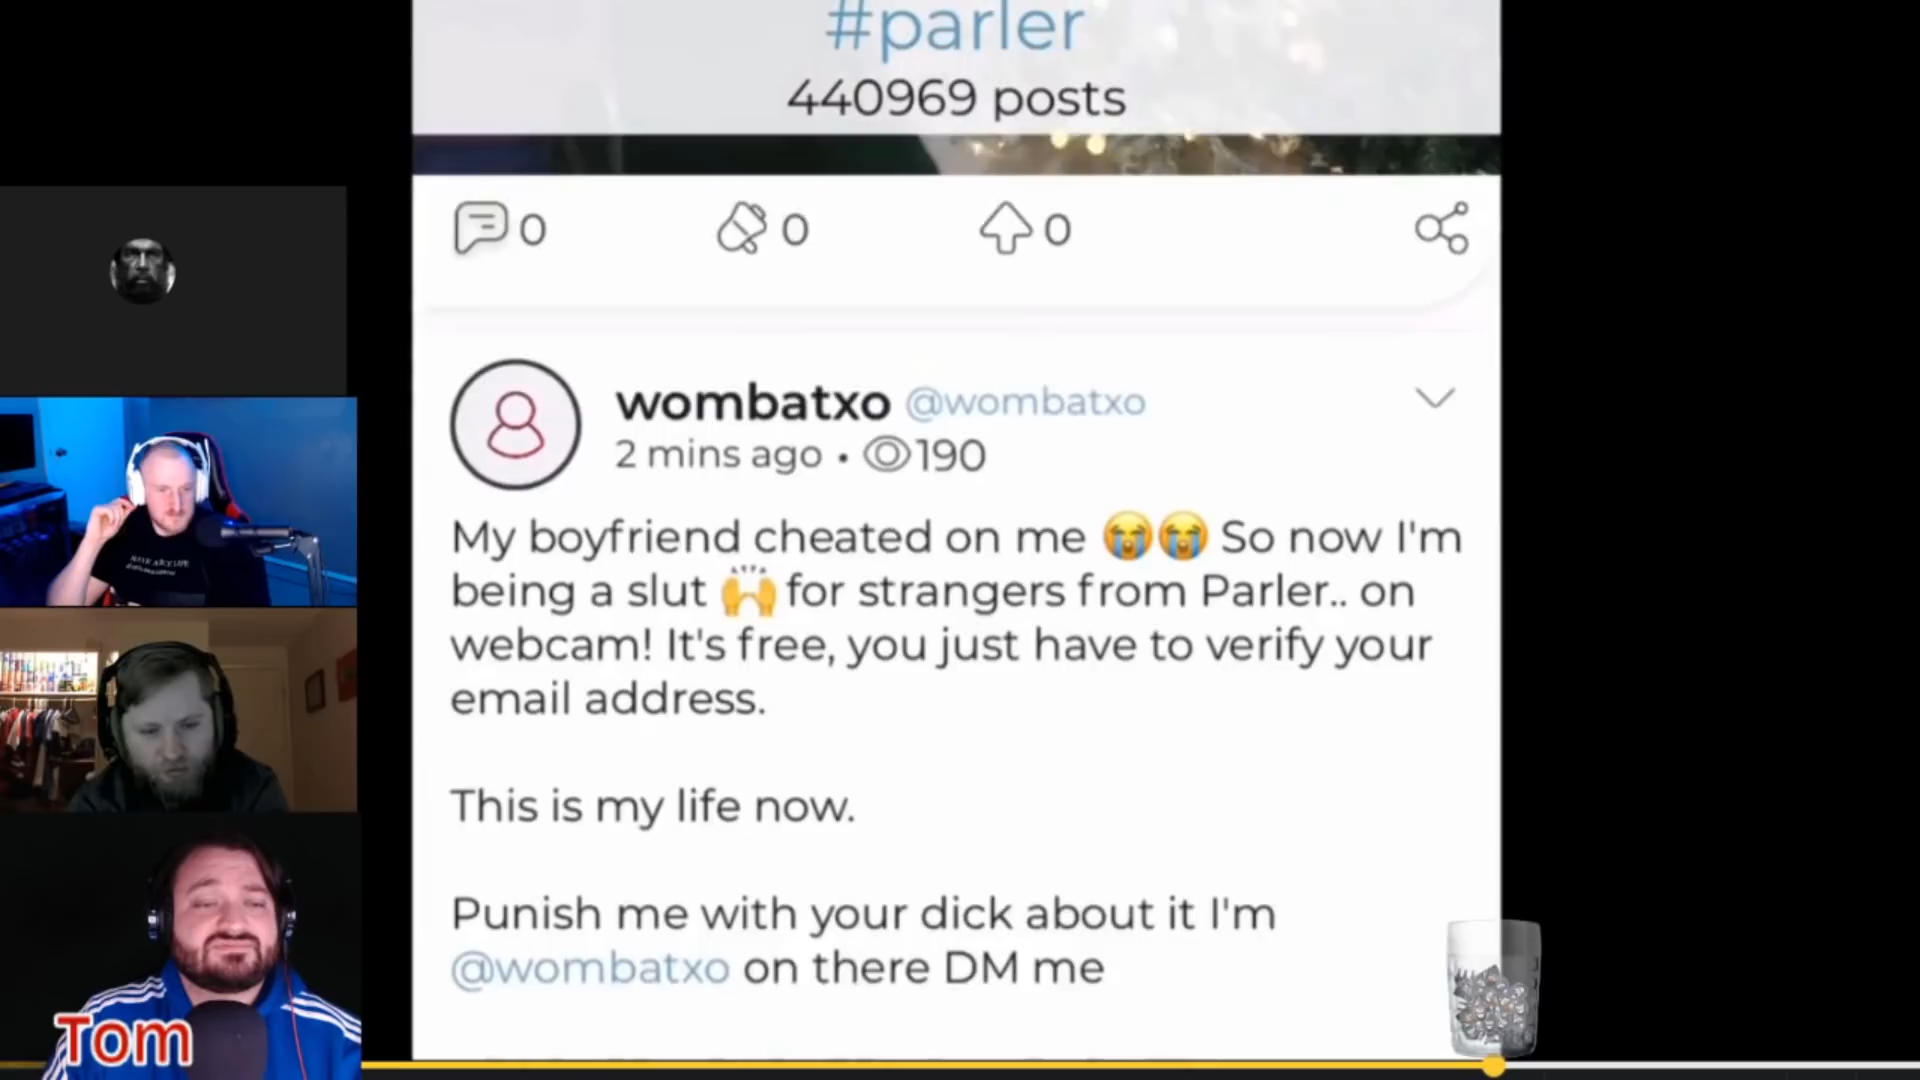 #parler
440969 posts
0
0
0
wombatxo @wombatxo
2 mins ago • 190
My boyfriend cheated on me 😭😭 So now I'm
being a slut 🙌 for strangers from Parler.. on
webcam! It's free, you just have to verify your
email address.
This is my life now.
Punish me with your dick about it I'm
@wombatxo on there DM me
Tom